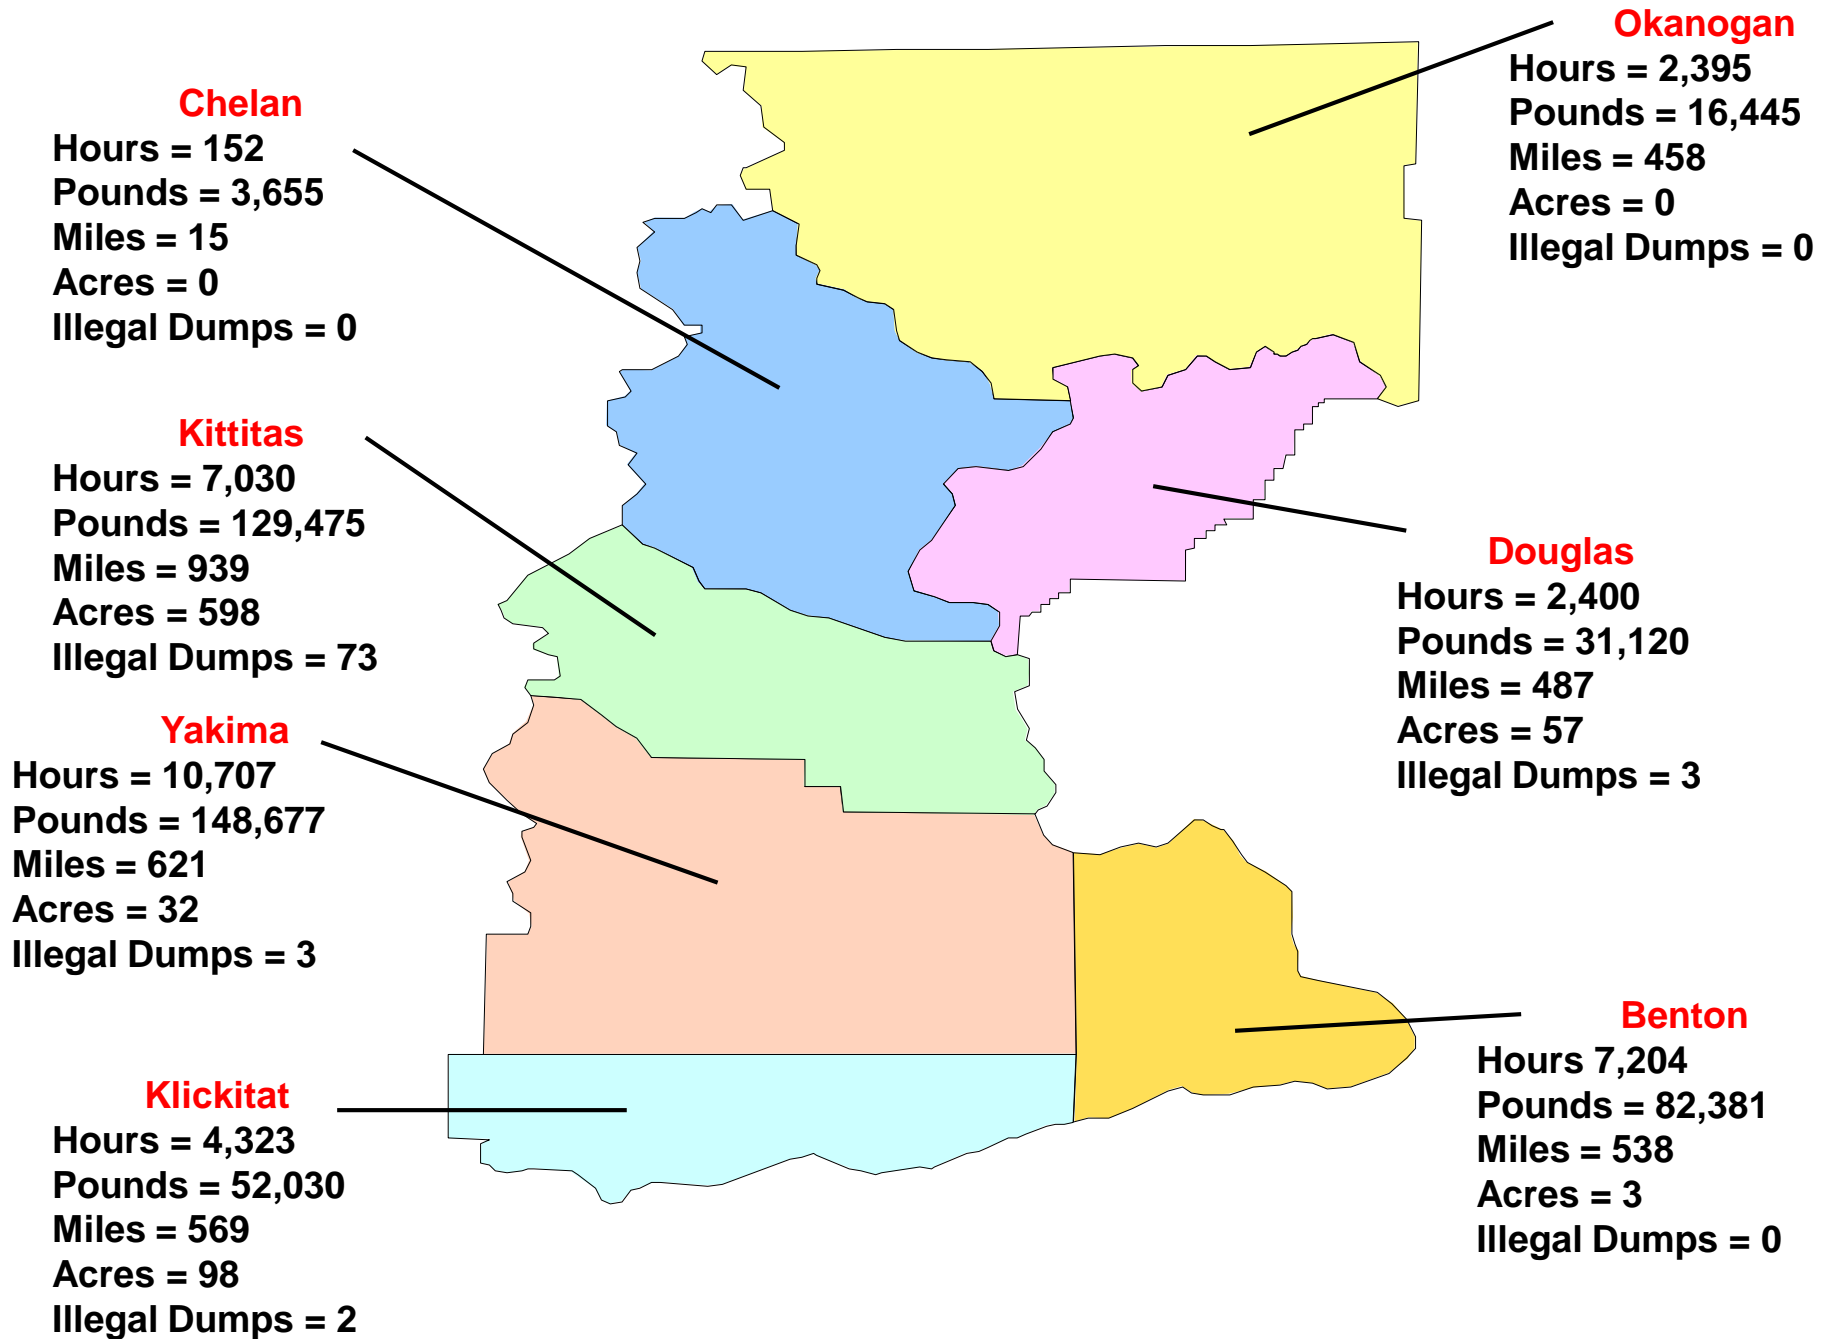 Okanogan
Hours = 2,395
Pounds = 16,445
Miles = 458
Acres = 0
Illegal Dumps = 0
Chelan
Hours = 152
Pounds = 3,655
Miles = 15
Acres = 0
Illegal Dumps = 0
Kittitas
Hours = 7,030
Pounds = 129,475
Miles = 939
Acres = 598
Illegal Dumps = 73
Douglas
Hours = 2,400
Pounds = 31,120
Miles = 487
Acres = 57
Illegal Dumps = 3
Yakima
Hours = 10,707
Pounds = 148,677
Miles = 621
Acres = 32
Illegal Dumps = 3
Benton
Hours 7,204
Pounds = 82,381
Miles = 538
Acres = 3
Illegal Dumps = 0
Klickitat
Hours = 4,323
Pounds = 52,030
Miles = 569
Acres = 98
Illegal Dumps = 2